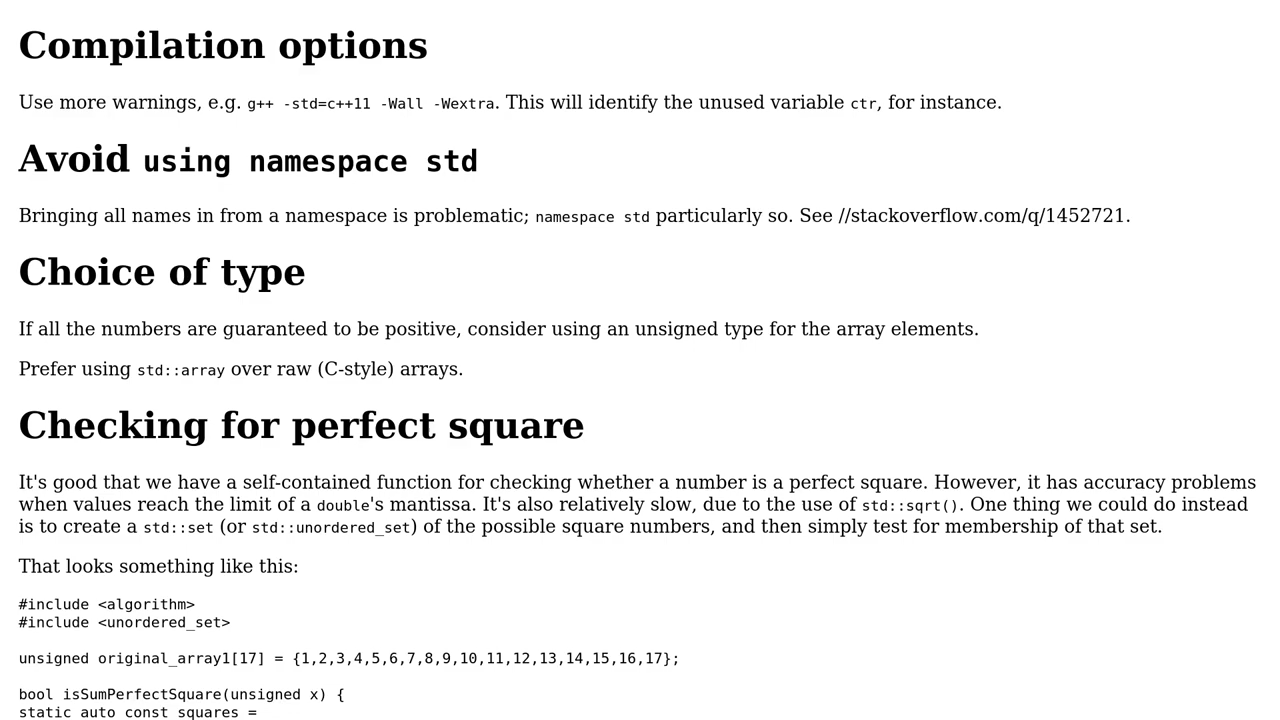 Compilation options
Use more warnings, e.g. g++ -std=c++11 -Wall -Wextra. This will identify the unused variable ctr, for instance.
Avoid using namespace std
Bringing all names in from a namespace is problematic; namespace std particularly so. See //stackoverflow.com/q/1452721.
Choice of type
If all the numbers are guaranteed to be positive, consider using an unsigned type for the array elements.
Prefer using std::array over raw (C-style) arrays.
Checking for perfect square
It's good that we have a self-contained function for checking whether a number is a perfect square. However, it has accuracy problems
when values reach the limit of a double's mantissa. It's also relatively slow, due to the use of std::sqrt(). One thing we could do instead
is to create a std::set (or std::unordered_set) of the possible square numbers, and then simply test for membership of that set.
That looks something like this:
#include <algorithm>
#include <unordered_set>
unsigned original_array1[17] = {1,2,3,4,5,6,7,8,9,10,11,12,13,14,15,16,17};
bool isSumPerfectSquare(unsigned x) {
static auto const squares =